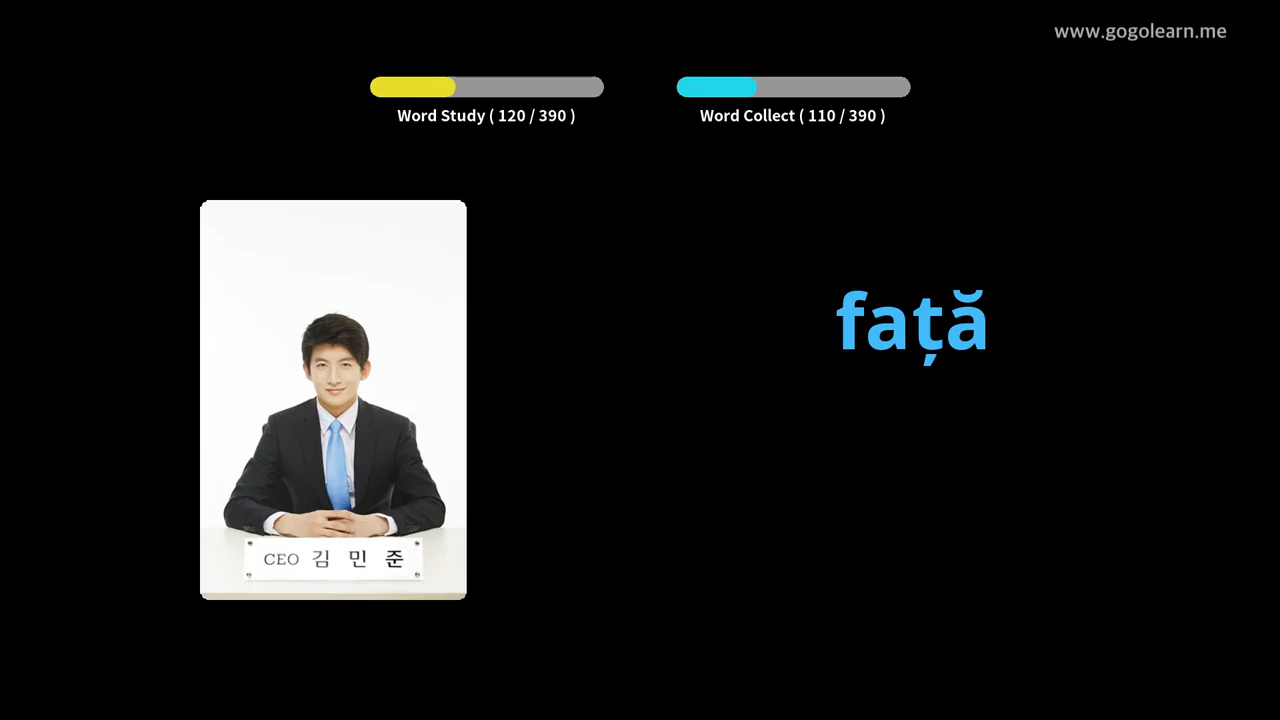 www.gogolearn.me
Word Study ( 120 / 390 )
Word Collect ( 110 / 390 )
față
CEO 김 민 준